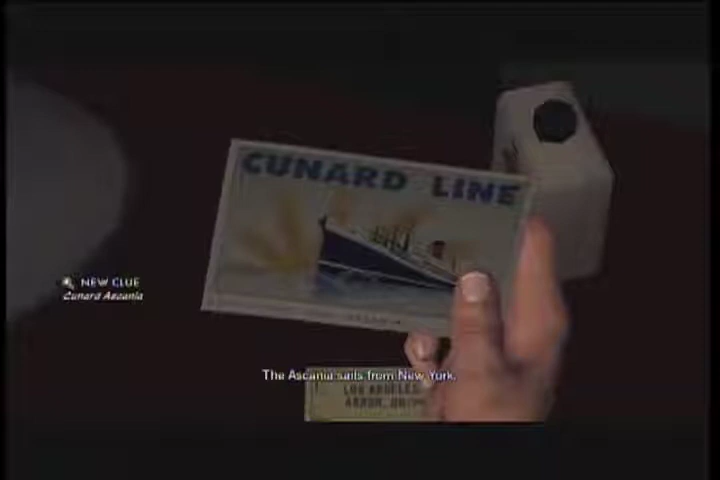 CUNARD LINE
NEW CLUE
Cunard Ascania
The Ascania sails from New York.
LOS ANGELES